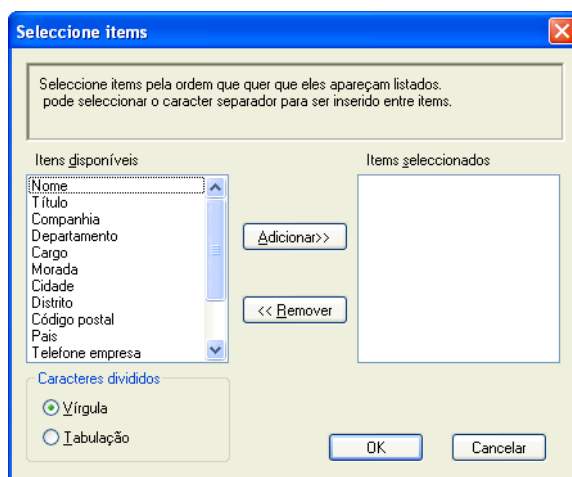 Seleccione items
Seleccione items pela ordem que quer que eles apareçam listados.
pode seleccionar o caracter separador para ser inserido entre items.
Itens disponíveis
Items seleccionados
Nome
Título
Companhia
Departamento
Cargo
Morada
Cidade
Distrito
Código postal
Pais
Telefone empresa
Adicionar>>
<< Remover
Caracteres divididos
Vírgula
Tabulação
OK
Cancelar